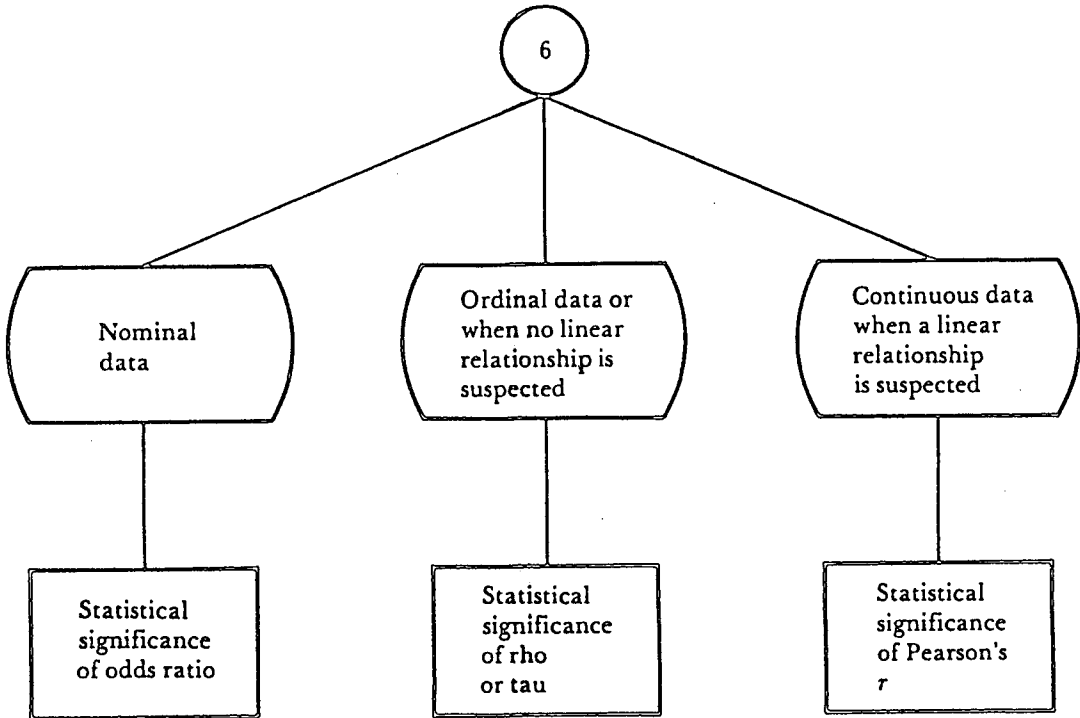 6
Nominal
data
Ordinal data or
when no linear
relationship is
suspected
Continuous data
when a linear
relationship
is suspected
Statistical
significance
of odds ratio
Statistical
significance
of rho
or tau
Statistical
significance
of Pearson's
r